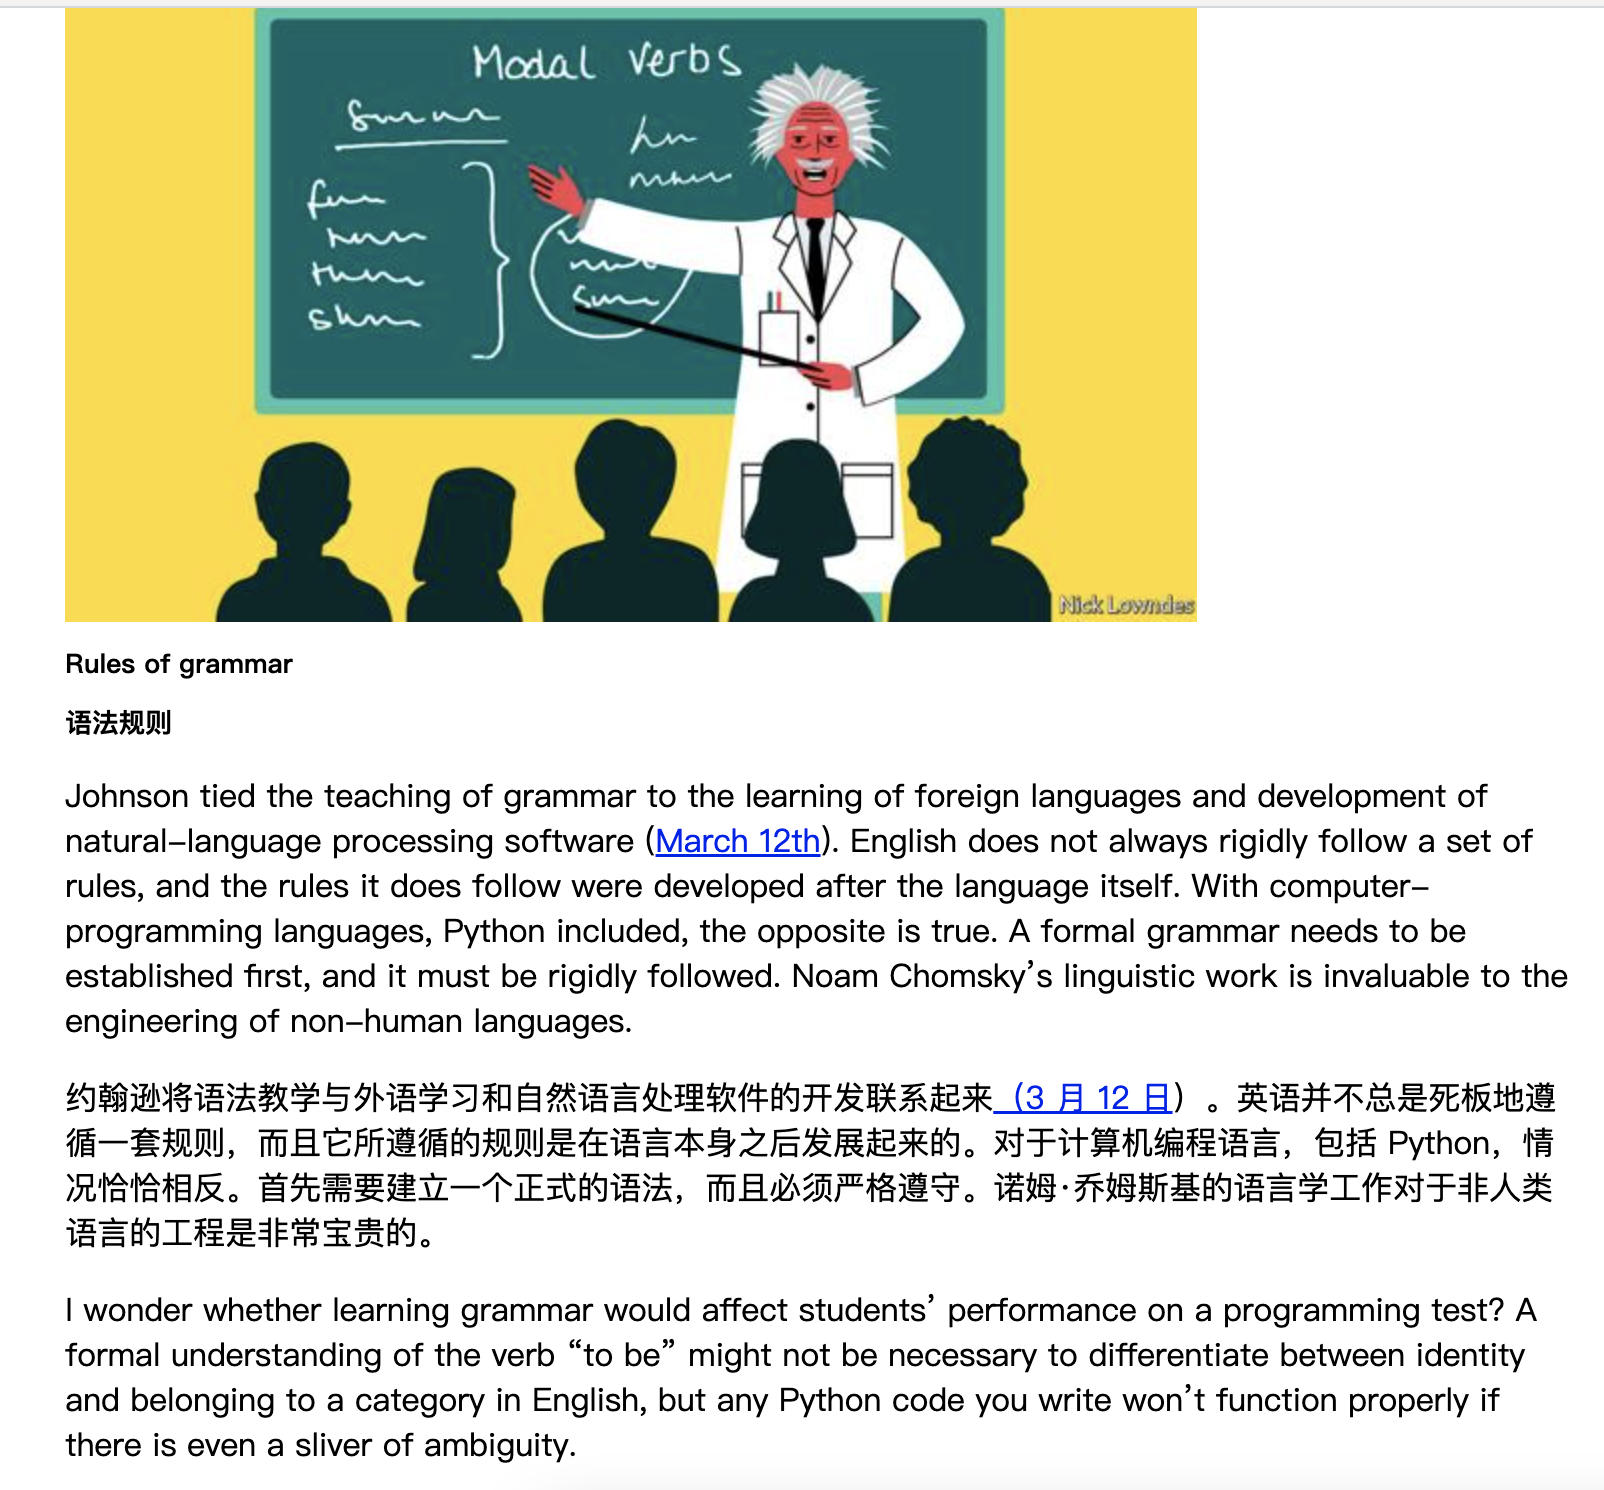 Modal Verbs
Nick Lowndes
Rules of grammar
语法规则
Johnson tied the teaching of grammar to the learning of foreign languages and development of
natural-language processing software (March 12th). English does not always rigidly follow a set of
rules, and the rules it does follow were developed after the language itself. With computer-
programming languages, Python included, the opposite is true. A formal grammar needs to be
established first, and it must be rigidly followed. Noam Chomsky’s linguistic work is invaluable to the
engineering of non-human languages.
约翰逊将语法教学与外语学习和自然语言处理软件的开发联系起来（3 月 12 日）。英语并不总是死板地遵
循一套规则，而且它所遵循的规则是在语言本身之后发展起来的。对于计算机编程语言，包括 Python，情
况恰恰相反。首先需要建立一个正式的语法，而且必须严格遵守。诺姆·乔姆斯基的语言学工作对于非人类
语言的工程是非常宝贵的。
I wonder whether learning grammar would affect students’ performance on a programming test? A
formal understanding of the verb “to be” might not be necessary to differentiate between identity
and belonging to a category in English, but any Python code you write won’t function properly if
there is even a sliver of ambiguity.